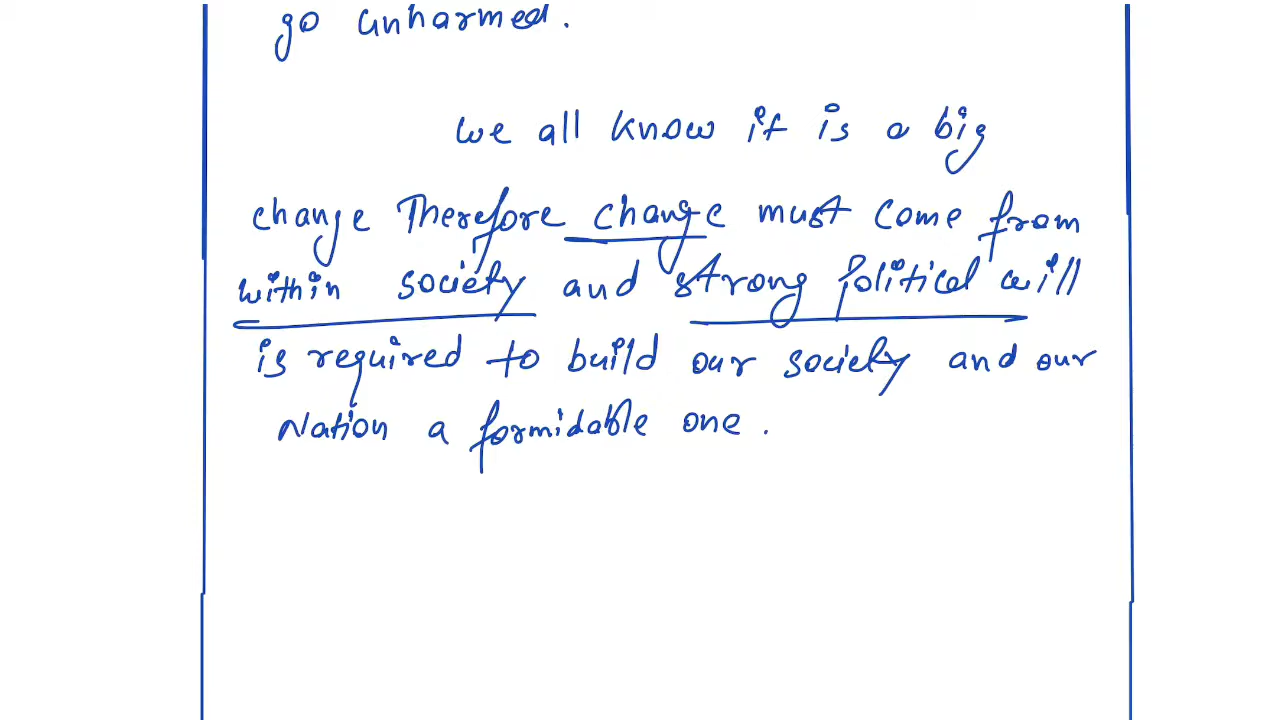 go unharmed.
we all know it is a big
change Therefore change must come from
within society and strong political will
is required to build our society and our
Nation a formidable one.